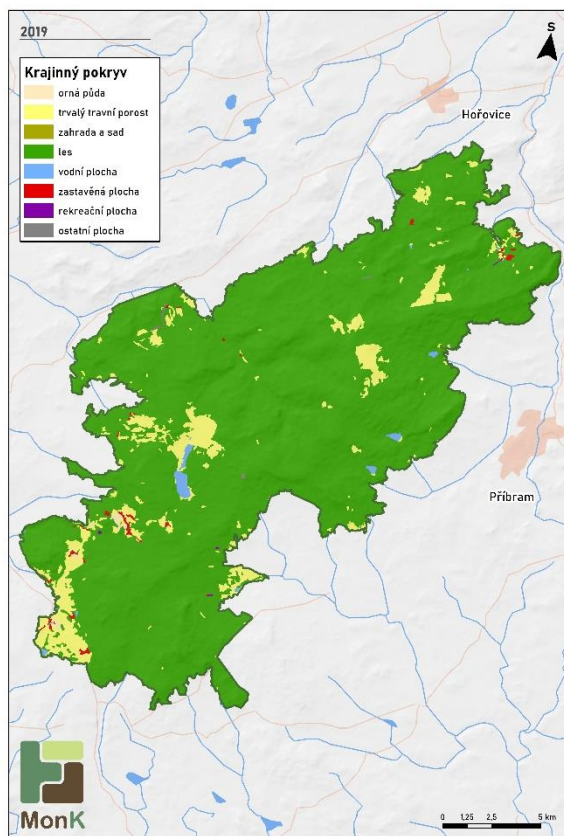 2019
S
Krajinný pokryv
orná půda
trvalý travní porost
zahrada a sad
les
vodní plocha
zastavěná plocha
rekreační plocha
ostatní plocha
Hořovice
Příbram
MonK
0 1,25 2,5 5 km